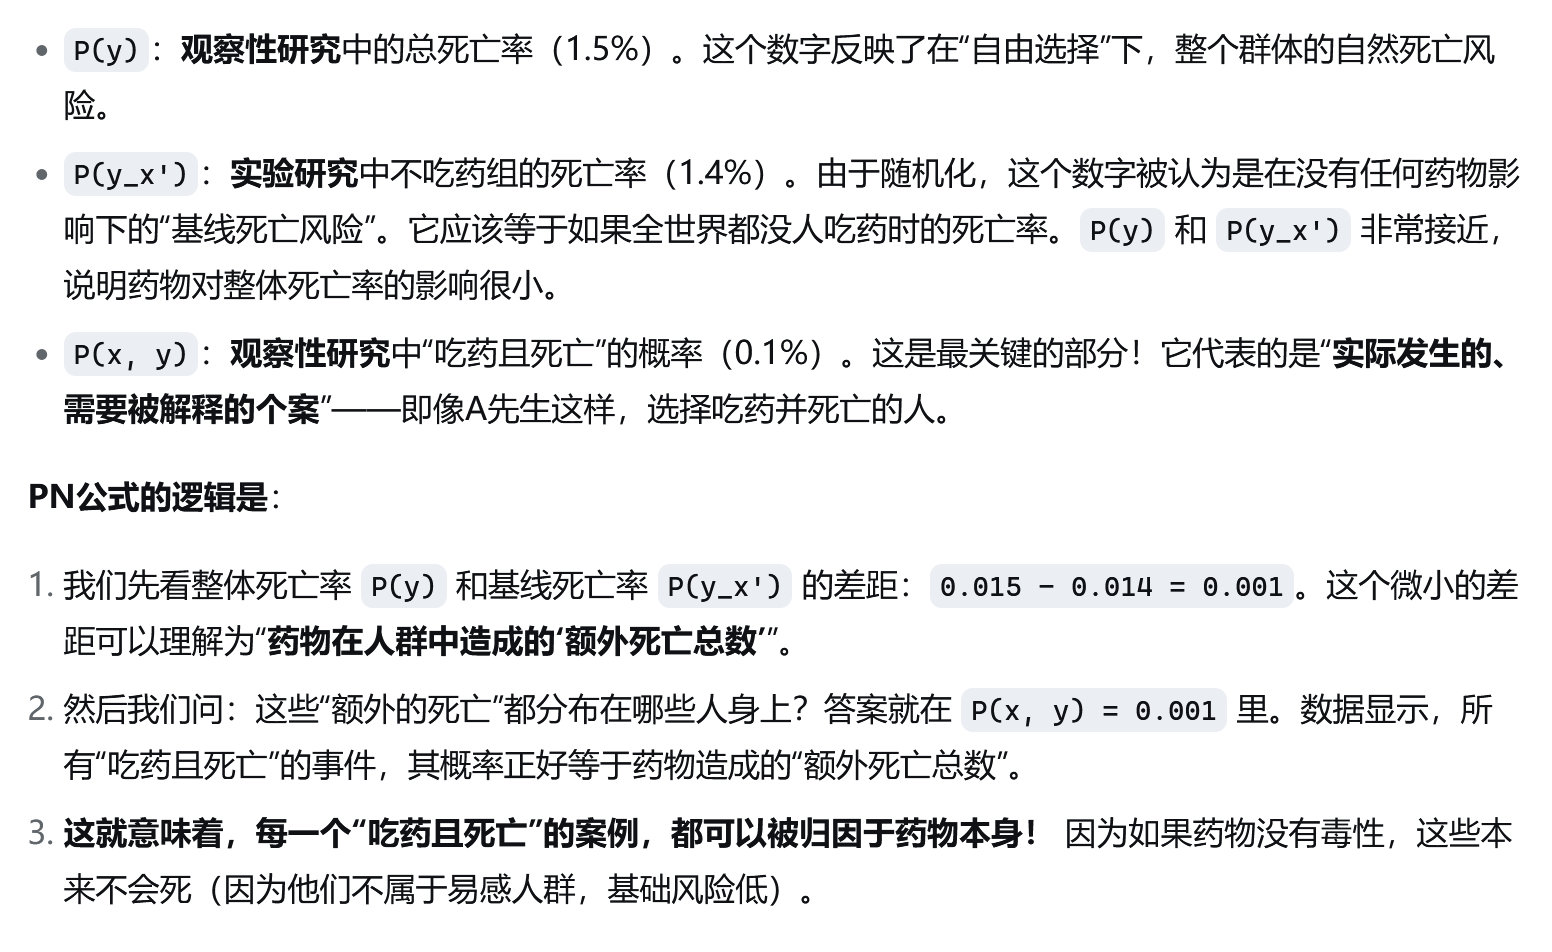 • P(y)：观察性研究中的总死亡率（1.5%）。这个数字反映了在“自由选择”下，整个群体的自然死亡风
险。
• P(y_x')：实验研究中不吃药组的死亡率（1.4%）。由于随机化，这个数字被认为是在没有任何药物影
响下的“基线死亡风险”。它应该等于如果全世界都没人吃药时的死亡率。P(y) 和 P(y_x') 非常接近，
说明药物对整体死亡率的影响很小。
• P(x, y)：观察性研究中“吃药且死亡”的概率（0.1%）。这是最关键的部分！它代表的是“实际发生的、
需要被解释的个案”——即像A先生这样，选择吃药并死亡的人。
PN公式的逻辑是：
1. 我们先看整体死亡率 P(y) 和基线死亡率 P(y_x') 的差距：0.015 − 0.014 = 0.001。这个微小的差
距可以理解为“药物在人群中造成的‘额外死亡总数’”。
2. 然后我们问：这些“额外的死亡”都分布在哪些人身上？答案就在 P(x, y) = 0.001 里。数据显示，所
有“吃药且死亡”的事件，其概率正好等于药物造成的“额外死亡总数”。
3. 这就意味着，每一个“吃药且死亡”的案例，都可以被归因于药物本身！ 因为如果药物没有毒性，这些本
来不会死（因为他们不属于易感人群，基础风险低）。